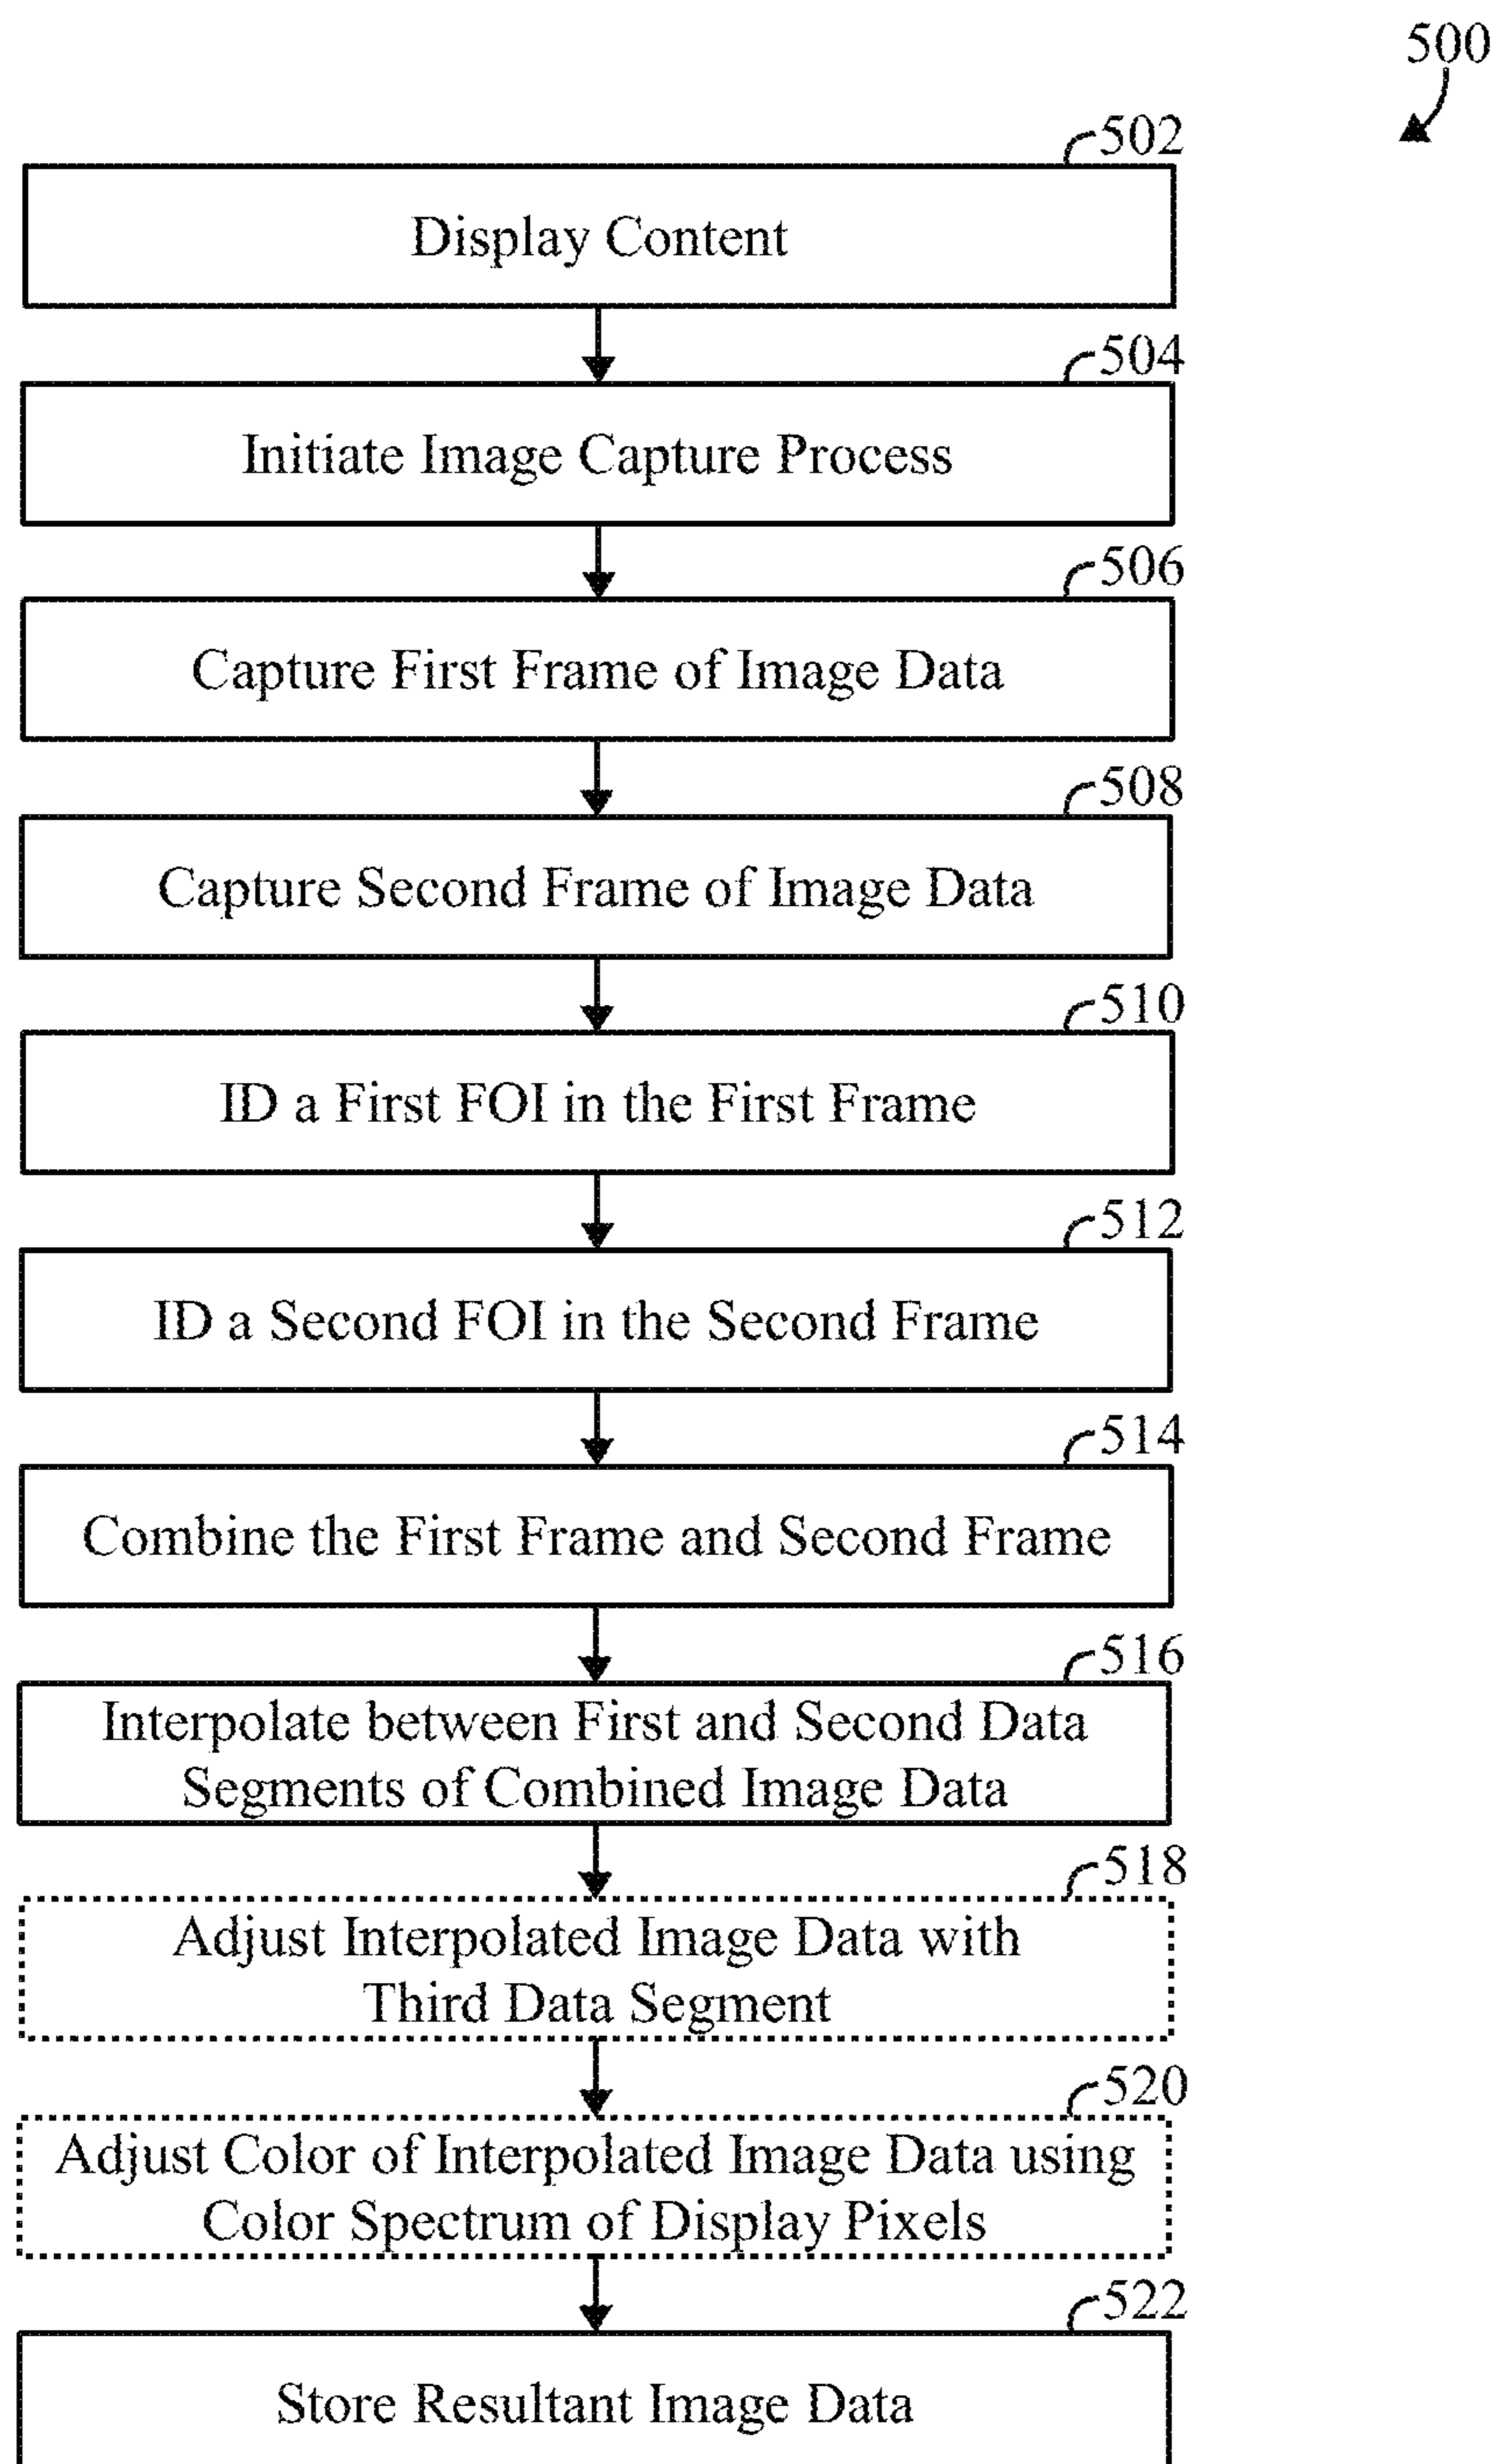 500
502
Display Content
504
Initiate Image Capture Process
506
Capture First Frame of Image Data
508
Capture Second Frame of Image Data
510
ID a First FOI in the First Frame
512
ID a Second FOI in the Second Frame
514
Combine the First Frame and Second Frame
516
Interpolate between First and Second Data
Segments of Combined Image Data
518
Adjust Interpolated Image Data with
Third Data Segment
520
Adjust Color of Interpolated Image Data using
Color Spectrum of Display Pixels
522
Store Resultant Image Data